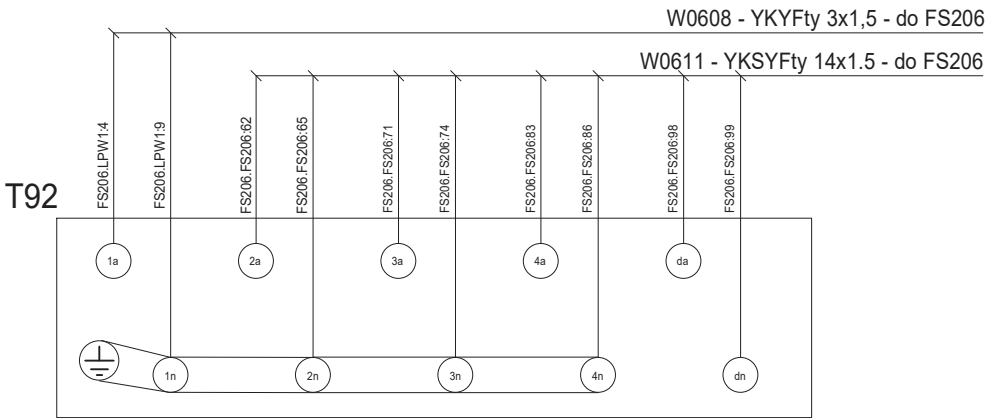 W0608 - YKYFty 3x1,5 - do FS206
W0611 - YKSYFty 14x1.5 - do FS206
FS206.LPW1:4
FS206.LPW1:9
FS206.FS206:62
FS206.FS206:65
FS206.FS206:71
FS206.FS206:74
FS206.FS206:83
FS206.FS206:86
FS206.FS206:98
FS206.FS206:99
T92
1a 2a 3a 4a da
1n 2n 3n 4n dn